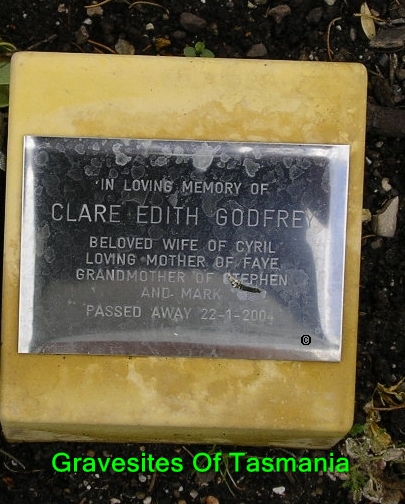 IN LOVING MEMORY OF
CLARE EDITH GODFREY
BELOVED WIFE OF CYRIL
LOVING MOTHER OF FAYE
GRANDMOTHER OF STEPHEN
AND MARK
PASSED AWAY 22-1-2004
©
Gravesites Of Tasmania